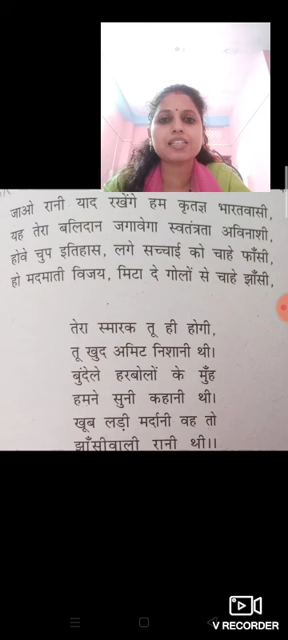 जाओ रानी याद रखेंगे हम कृतज्ञ भारतवासी,
यह तेरा बलिदान जगावेगा स्वतंत्रता अविनाशी,
होवे चुप इतिहास, लगे सच्चाई को चाहे फाँसी,
हो मदमाती विजय, मिटा दे गोलों से चाहे झाँसी,
तेरा स्मारक तू ही होगी,
तू खुद अमिट निशानी थी।
बुंदेले हरबोलों के मुँह
हमने सुनी कहानी थी।
खूब लड़ी मर्दानी वह तो
झाँसीवाली रानी थी।।
V RECORDER